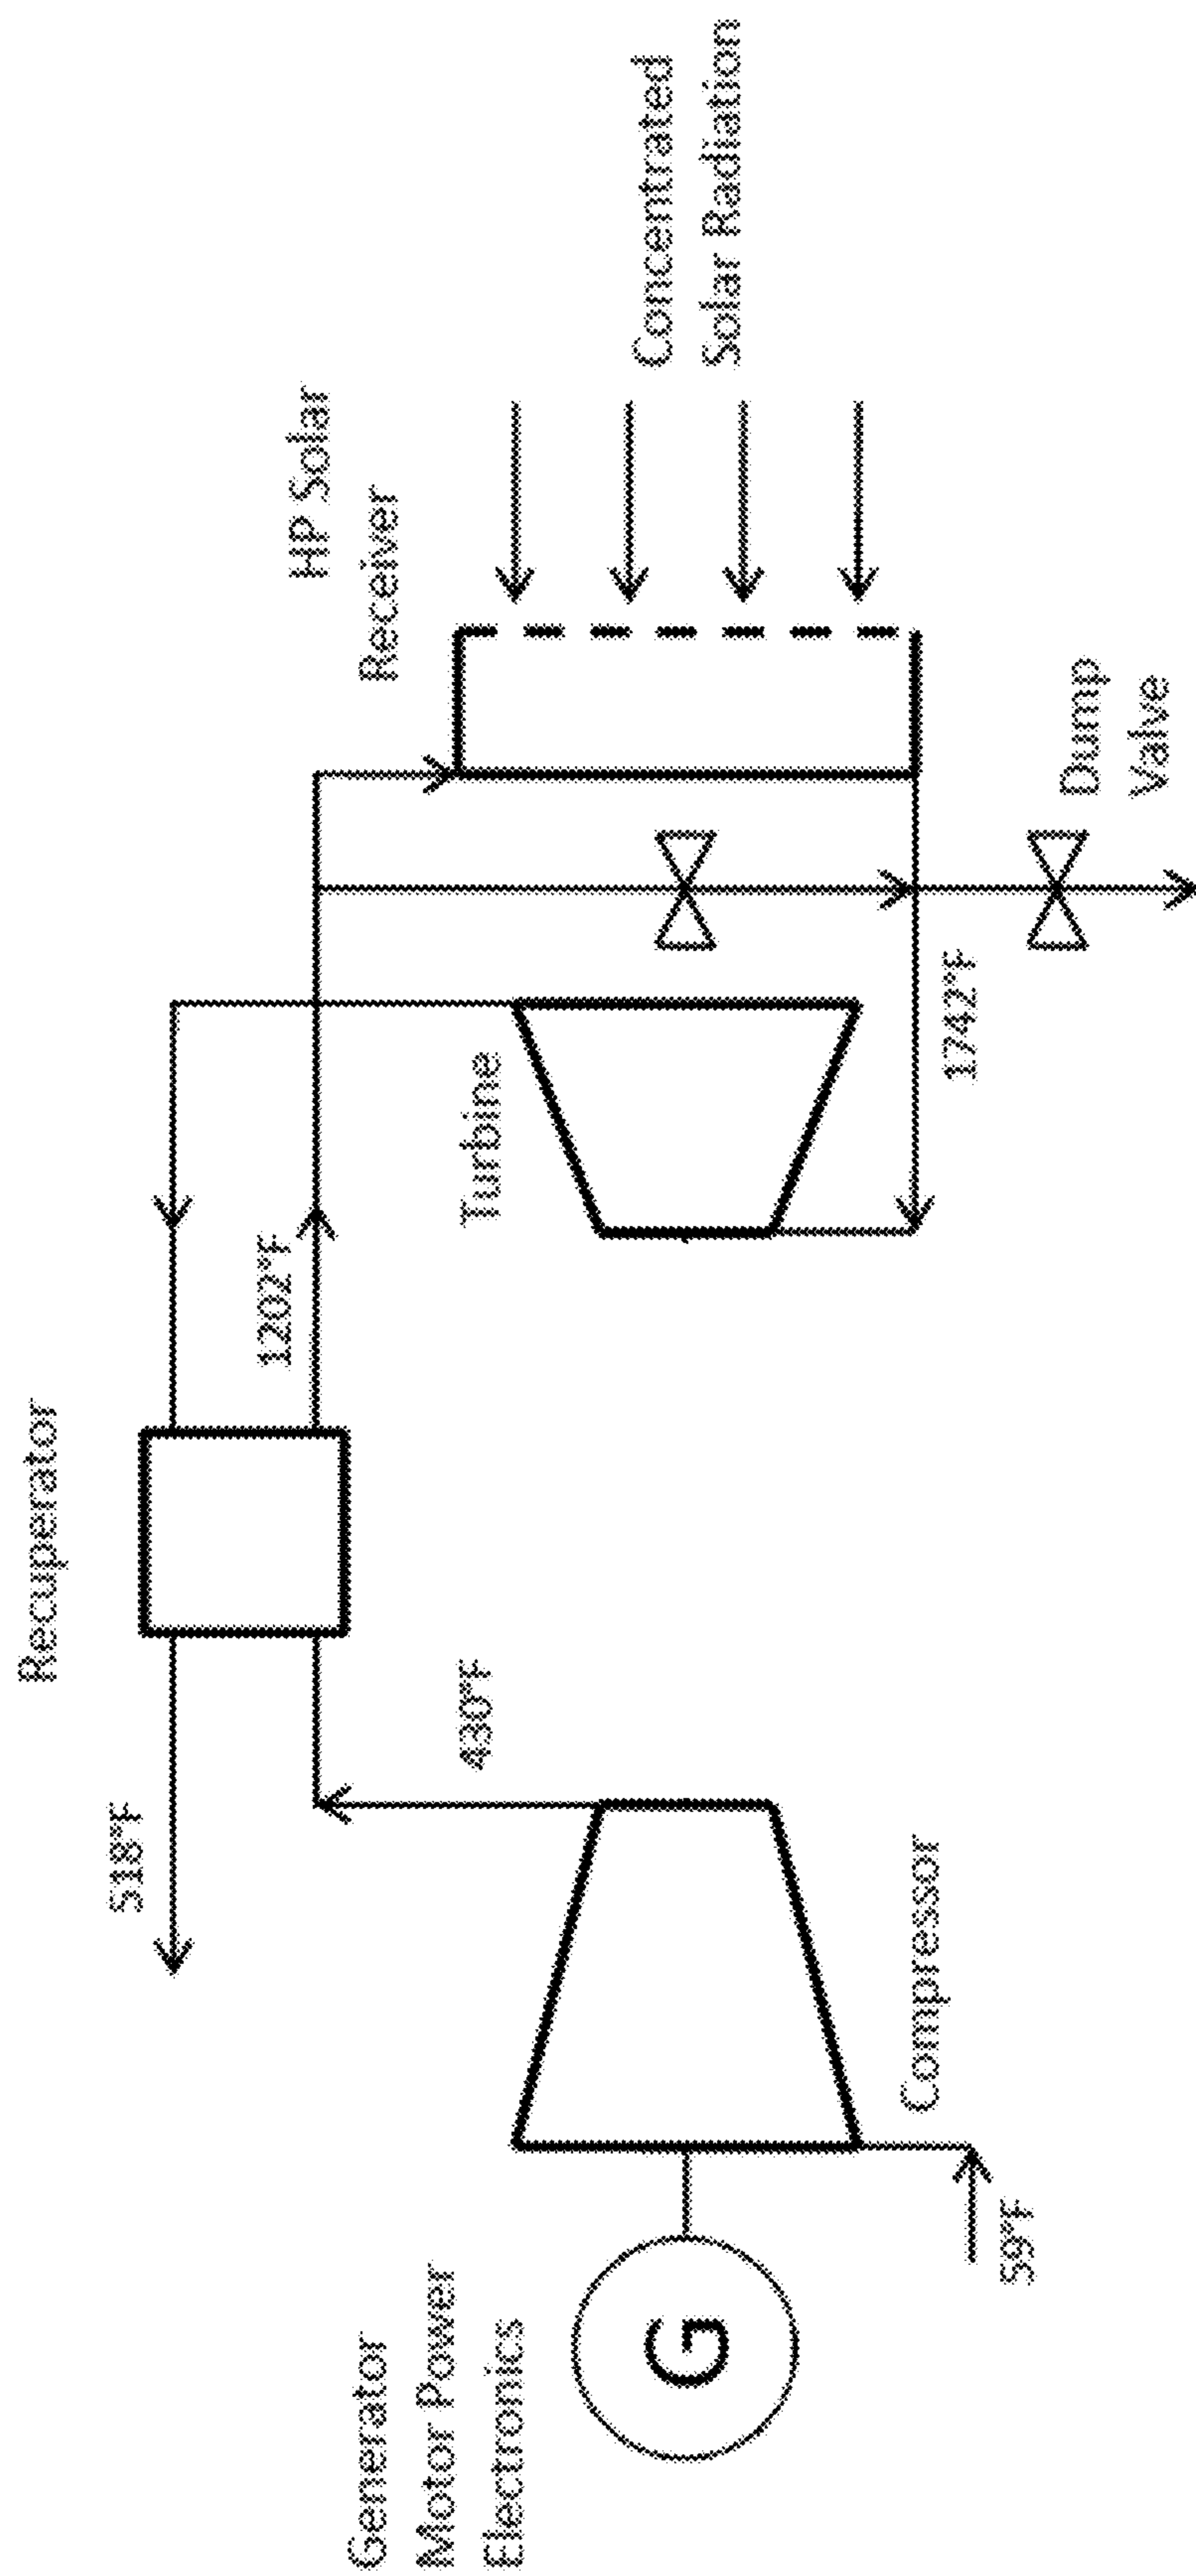 Recuperator
518°F
1202°F
430°F
HP Solar
Receiver
Concentrated
Solar Radiation
Turbine
Generator
Motor Power
Electronics
G
Compressor
59°F
1742°F
Dump
Valve